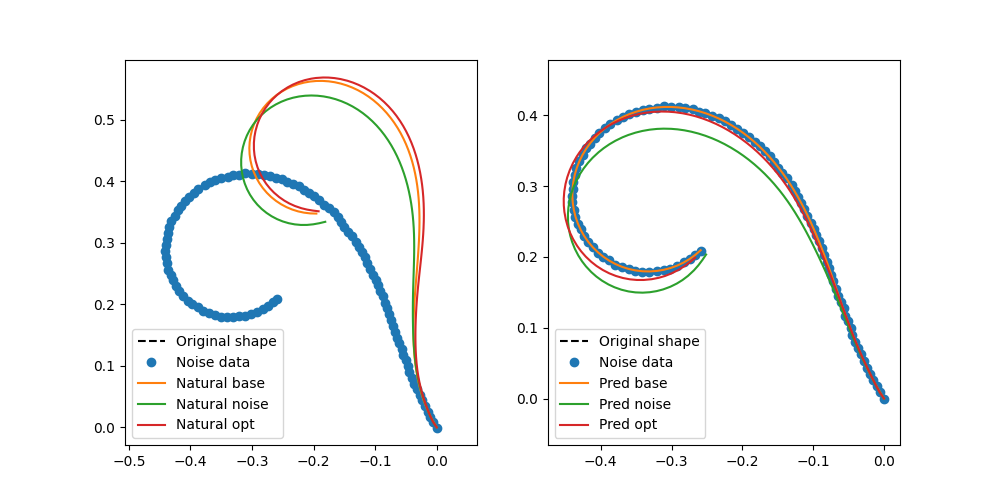 0.5
0.4
0.3
0.2
0.1
0.0
−0.5
−0.4
−0.3
−0.2
−0.1
0.0
Original shape
Noise data
Natural base
Natural noise
Natural opt
0.4
0.3
0.2
0.1
0.0
−0.4
−0.3
−0.2
−0.1
0.0
Original shape
Noise data
Pred base
Pred noise
Pred opt